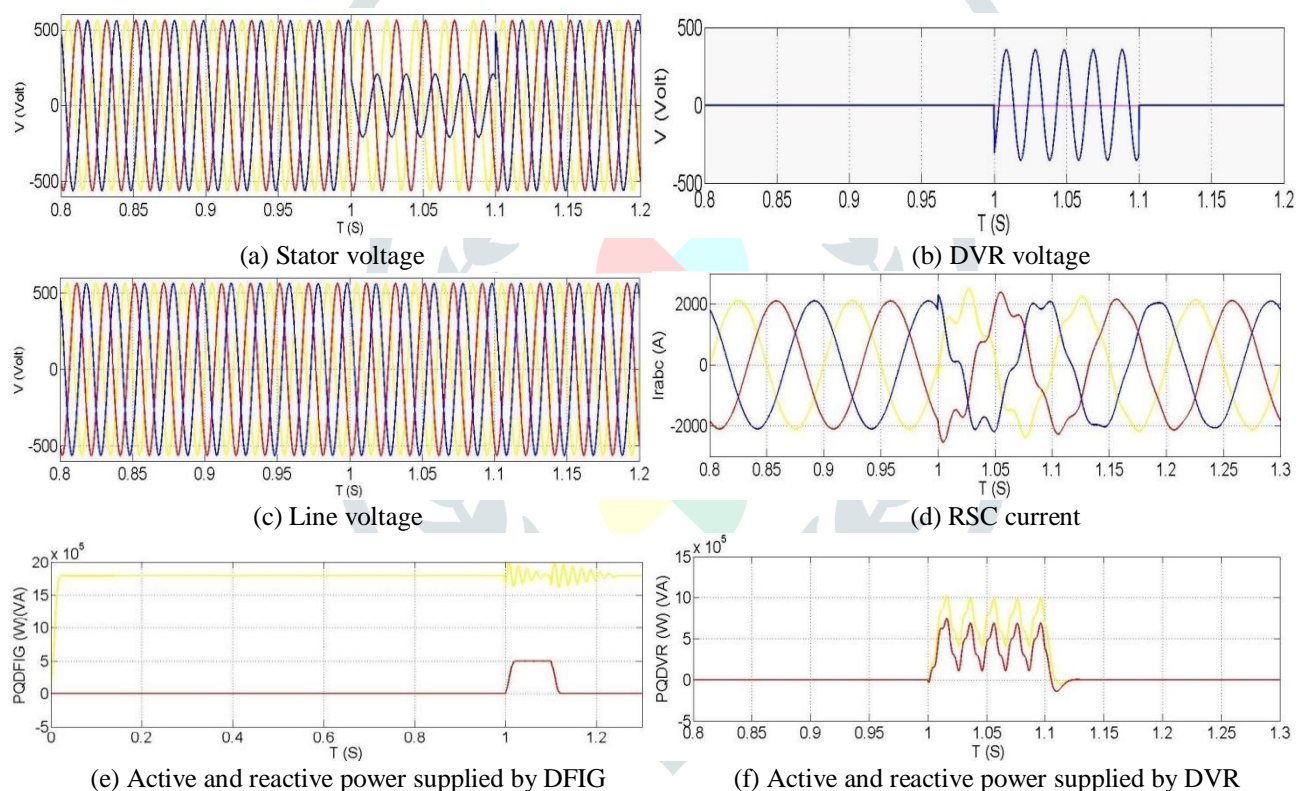 500
0
-500
V (Volt)
0.8 0.85 0.9 0.95 1 1.05 1.1 1.15 1.2
T (S)
(a) Stator voltage
500
0
-500
V (Volt)
0.8 0.85 0.9 0.95 1 1.05 1.1 1.15 1.2
T (S)
(b) DVR voltage
500
0
-500
V (Volt)
0.8 0.85 0.9 0.95 1 1.05 1.1 1.15 1.2
T (S)
(c) Line voltage
2000
0
-2000
Irabc (A)
0.8 0.85 0.9 0.95 1 1.05 1.1 1.15 1.2 1.25 1.3
T (S)
(d) RSC current
x 10^5
20
15
10
5
0
-5
PQDFIG (W)(VA)
0 0.2 0.4 0.6 0.8 1 1.2
T (S)
(e) Active and reactive power supplied by DFIG
x 10^5
15
10
5
0
-5
PQDVR (W) (VA)
0.8 0.85 0.9 0.95 1 1.05 1.1 1.15 1.2 1.25 1.3
T (S)
(f) Active and reactive power supplied by DVR